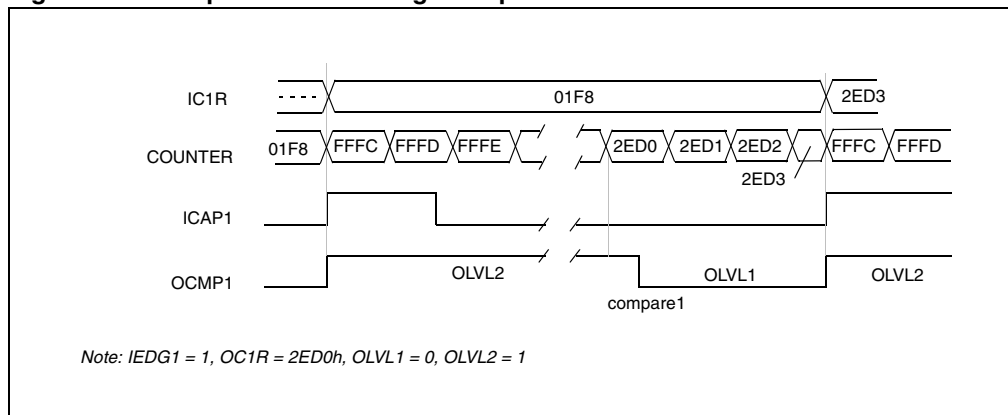 IC1R 01F8 2ED3
COUNTER 01F8 FFFC FFFD FFFE 2ED0 2ED1 2ED2 FFFC FFFD
2ED3
ICAP1
OCMP1 OLVL2 OLVL1 OLVL2
compare1
Note: IEDG1 = 1, OC1R = 2ED0h, OLVL1 = 0, OLVL2 = 1